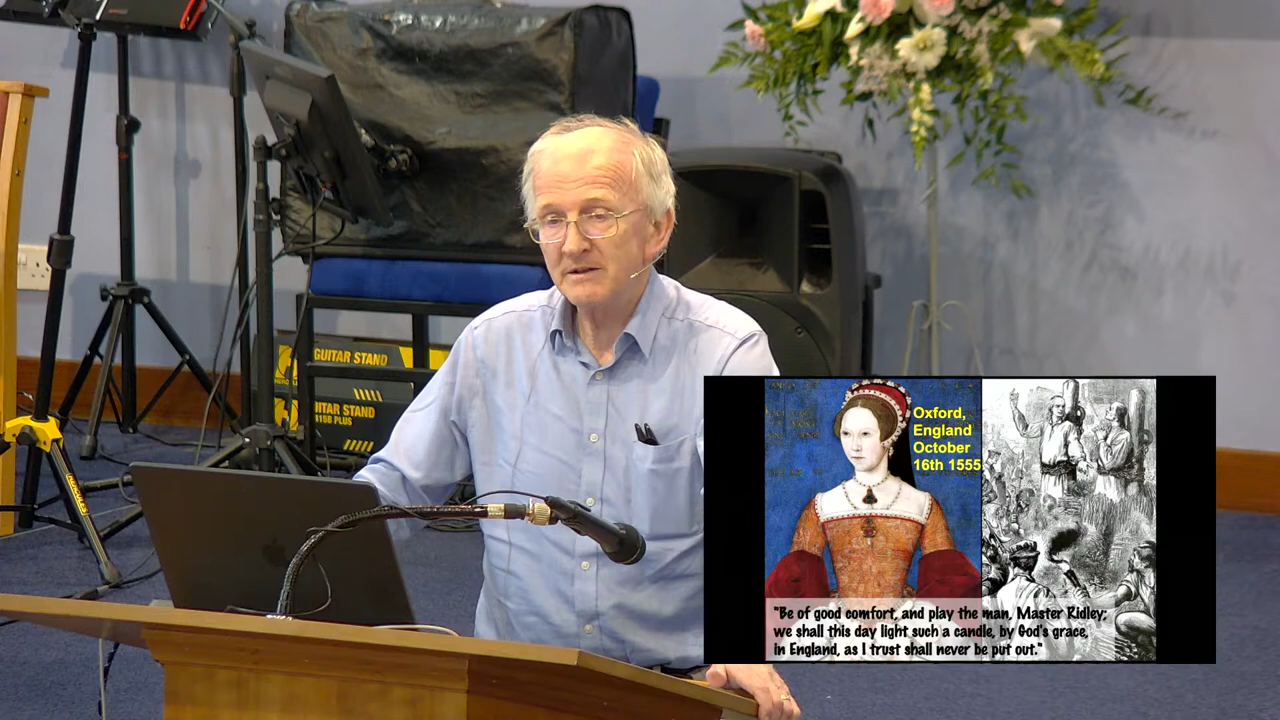 GUITAR STAND
GUITAR STAND
HERCULES
Oxford,
England
October
16th 1555
"Be of good comfort, and play the man, Master Ridley;
we shall this day light such a candle, by God's grace,
in England, as I trust shall never be put out."